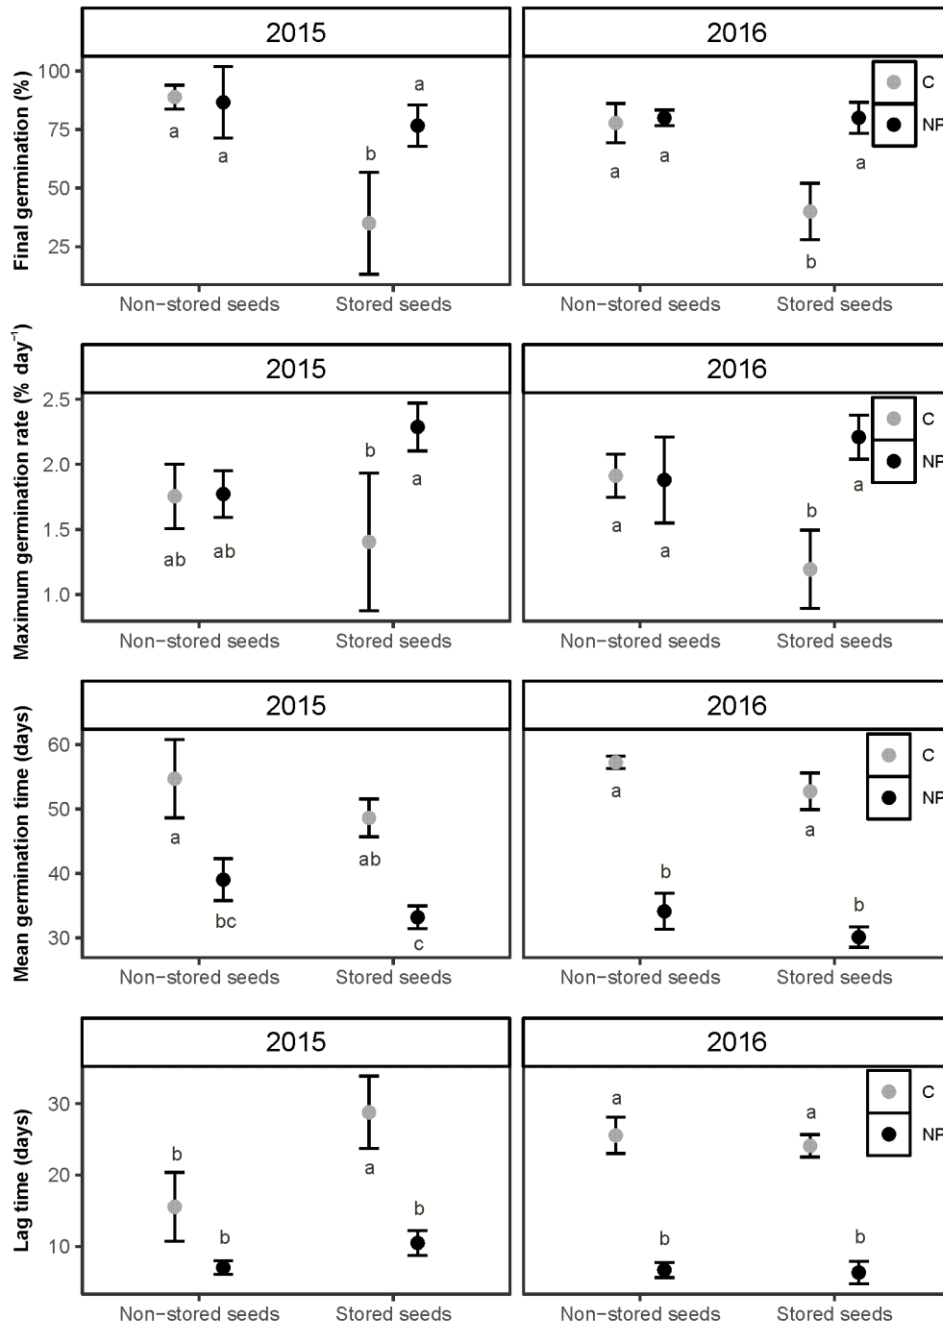 2015 2016
Final germination (%)
100
75
50
25
a a b a
a a b a
C
NP
Non−stored seeds Stored seeds Non−stored seeds Stored seeds
2015 2016
Maximum germination rate (% day⁻¹)
2.5
2.0
1.5
1.0
ab ab b a
a a b a
C
NP
Non−stored seeds Stored seeds Non−stored seeds Stored seeds
2015 2016
Mean germination time (days)
60
50
40
30
a bc ab c
a b a b
C
NP
Non−stored seeds Stored seeds Non−stored seeds Stored seeds
2015 2016
Lag time (days)
30
20
10
b b a b
a b a b
C
NP
Non−stored seeds Stored seeds Non−stored seeds Stored seeds